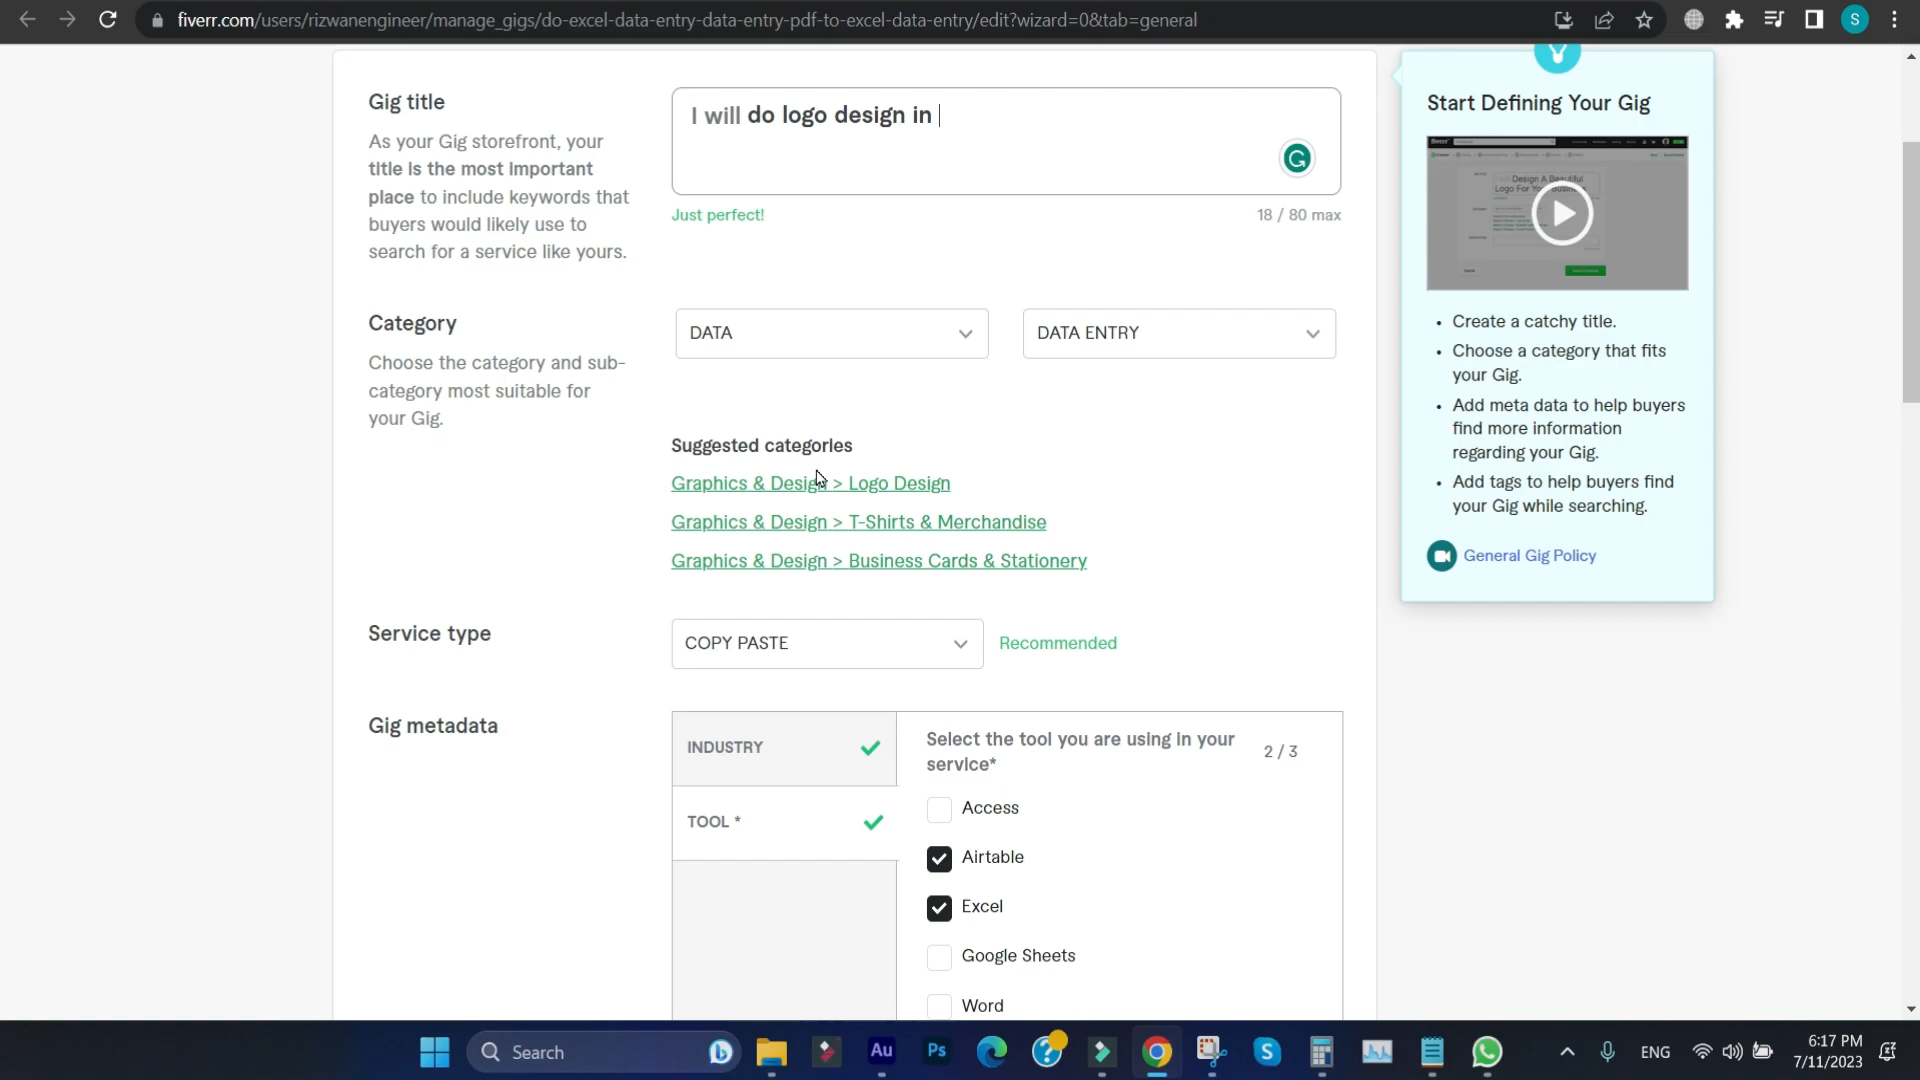 fiverr.com/users/rizwanengineer/manage_gigs/do-excel-data-entry-data-entry-pdf-to-excel-data-entry/edit?wizard=0&tab=general
S
Gig title
As your Gig storefront, your
title is the most important
place to include keywords that
buyers would likely use to
search for a service like yours.
I will do logo design in
Just perfect!
18 / 80 max
Category
Choose the category and sub-
category most suitable for
your Gig.
DATA
DATA ENTRY
Suggested categories
Graphics & Design > Logo Design
Graphics & Design > T-Shirts & Merchandise
Graphics & Design > Business Cards & Stationery
Service type
COPY PASTE
Recommended
Gig metadata
INDUSTRY
TOOL *
Select the tool you are using in your
service*
2 / 3
Access
Airtable
Excel
Google Sheets
Word
Start Defining Your Gig
Design A Beautiful
Logo For Your Business
Create a catchy title.
Choose a category that fits
your Gig.
Add meta data to help buyers
find more information
regarding your Gig.
Add tags to help buyers find
your Gig while searching.
General Gig Policy
Search
Au
Ps
ENG
6:17 PM
7/11/2023